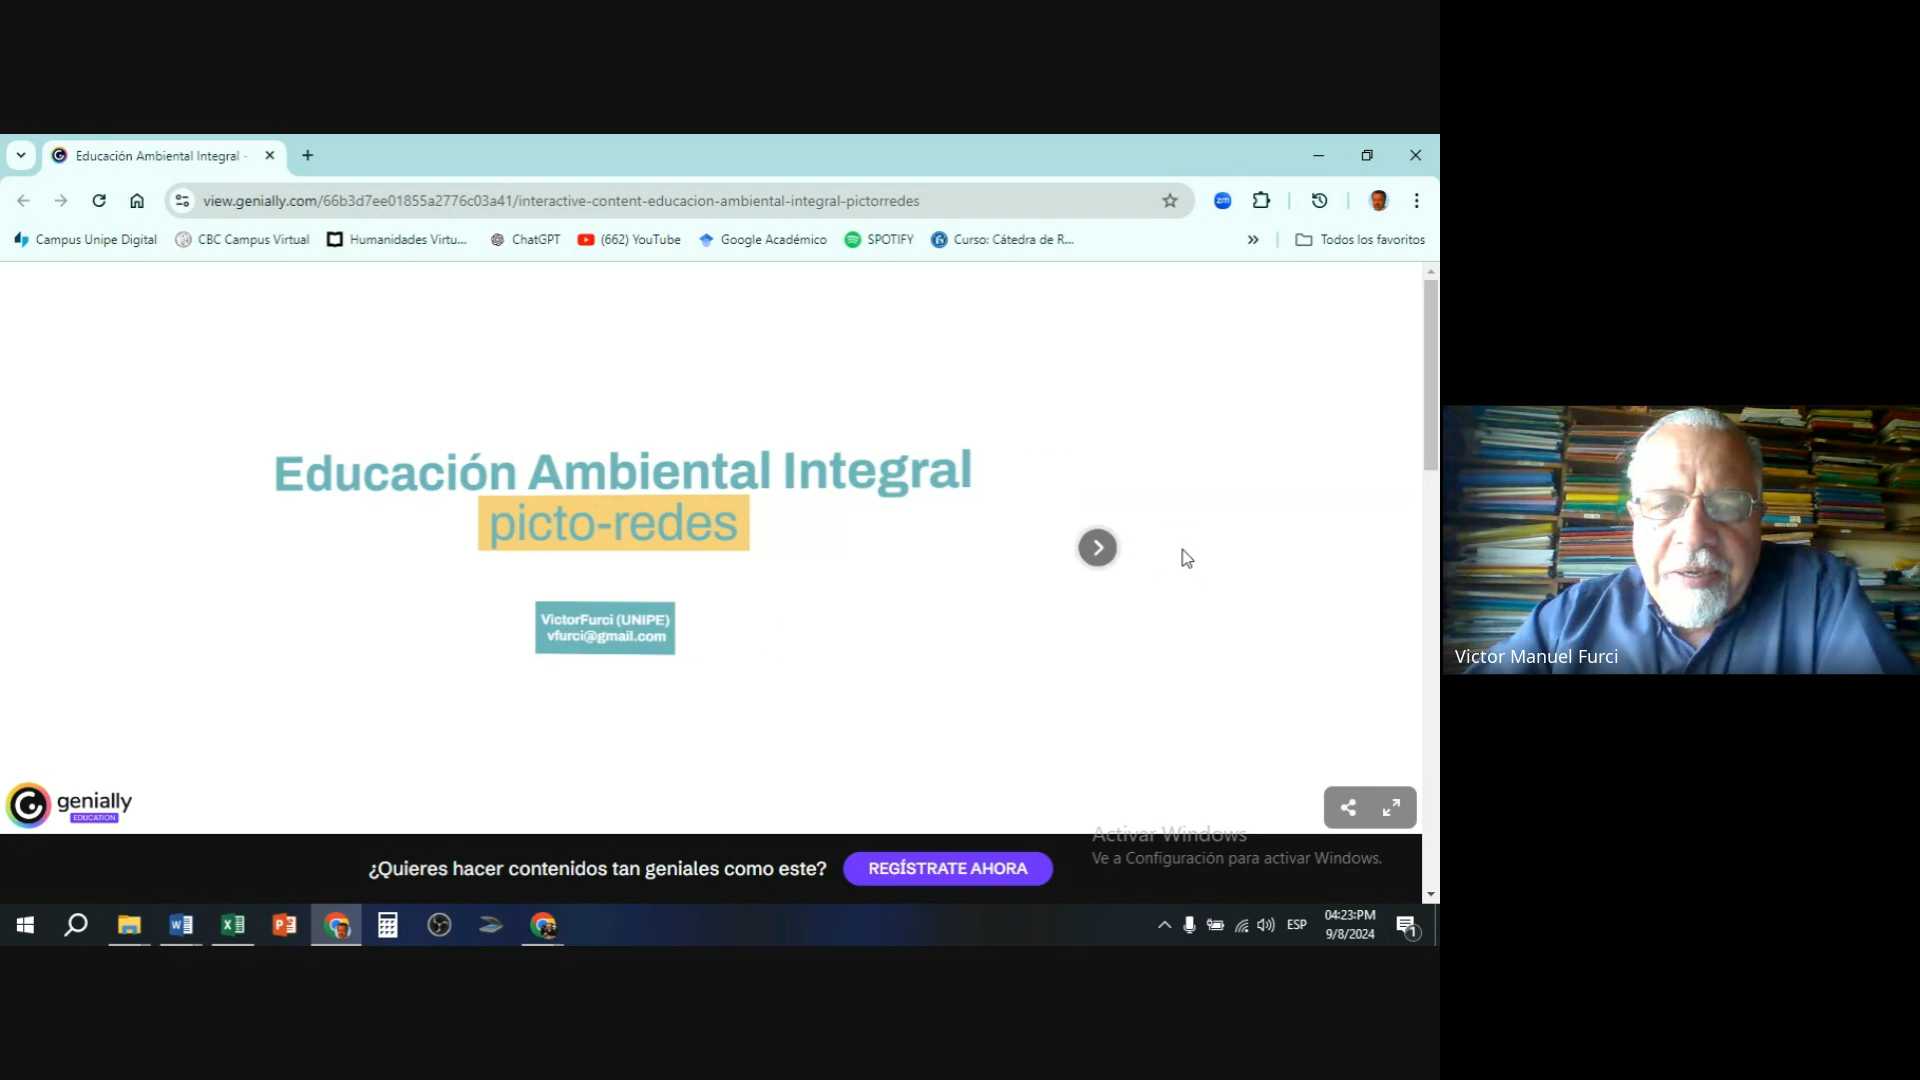 Educación Ambiental Integral -
view.genially.com/66b3d7ee01855a2776c03a41/interactive-content-educacion-ambiental-integral-pictorredes
zm
Campus Unipe Digital
CBC Campus Virtual
Humanidades Virtu...
ChatGPT
(662) YouTube
Google Académico
SPOTIFY
Curso: Cátedra de R...
»
Todos los favoritos
Educación Ambiental Integral
picto-redes
VictorFurci (UNIPE)
vfurci@gmail.com
Victor Manuel Furci
genially
EDUCATION
Activar Windows
Ve a Configuración para activar Windows.
¿Quieres hacer contenidos tan geniales como este?
REGÍSTRATE AHORA
ESP
04:23:PM
9/8/2024
1